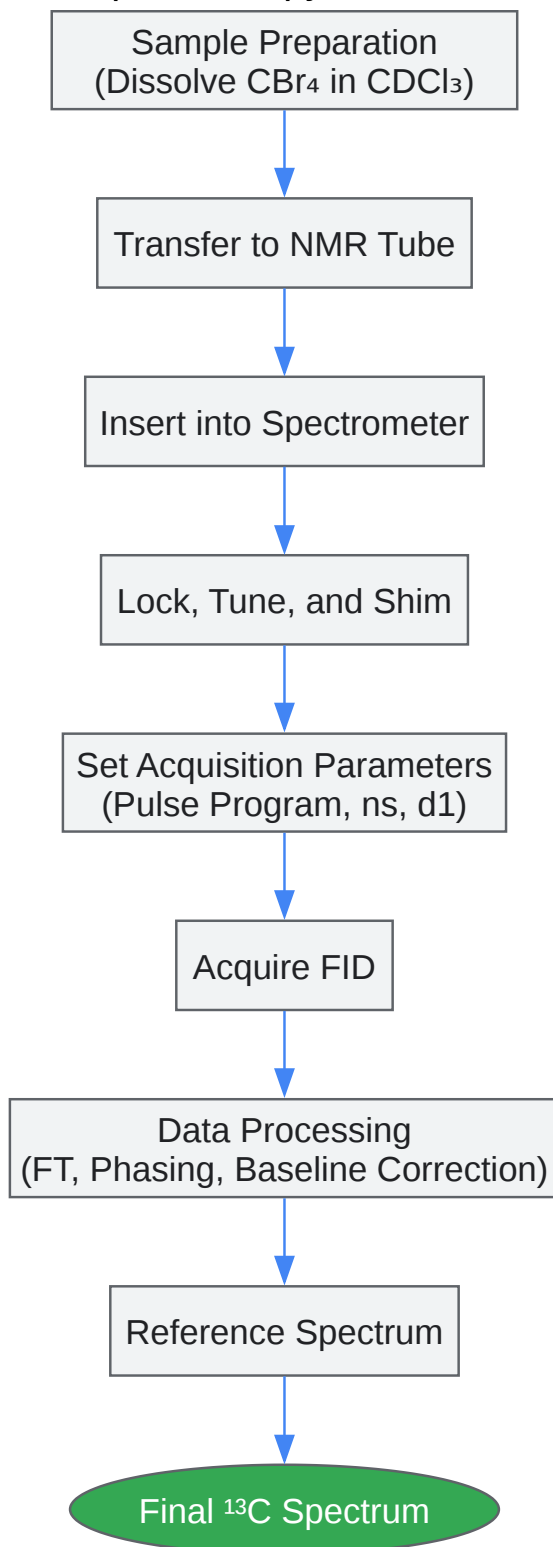 Sample Preparation
(Dissolve CBr₄ in CDCl₃)
Transfer to NMR Tube
Insert into Spectrometer
Lock, Tune, and Shim
Set Acquisition Parameters
(Pulse Program, ns, d1)
Acquire FID
Data Processing
(FT, Phasing, Baseline Correction)
Reference Spectrum
Final ¹³C Spectrum